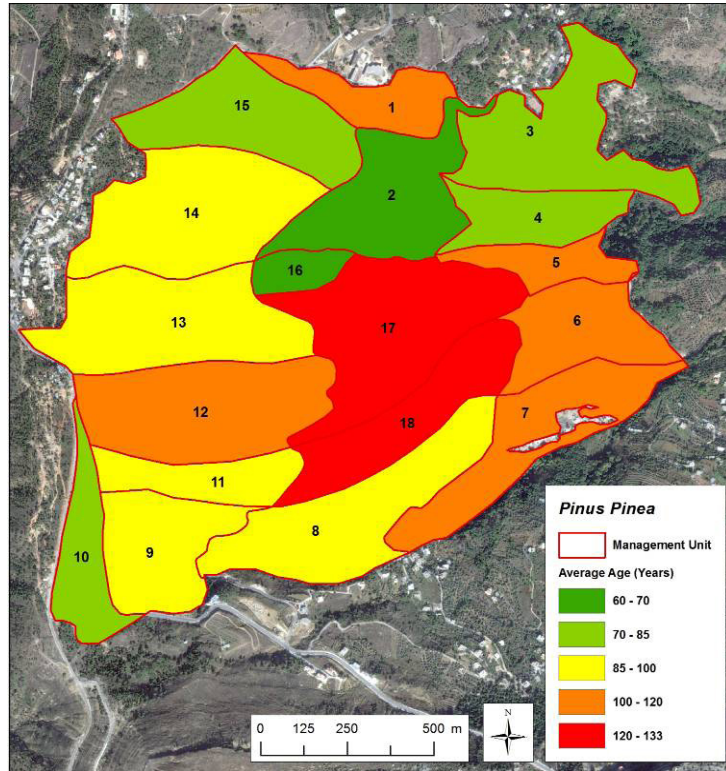 15
1
3
14
2
4
16
5
13
17
6
12
7
18
11
8
10
9
Pinus Pinea
Management Unit
Average Age (Years)
60 - 70
70 - 85
85 - 100
100 - 120
120 - 133
0 125 250 500 m
N